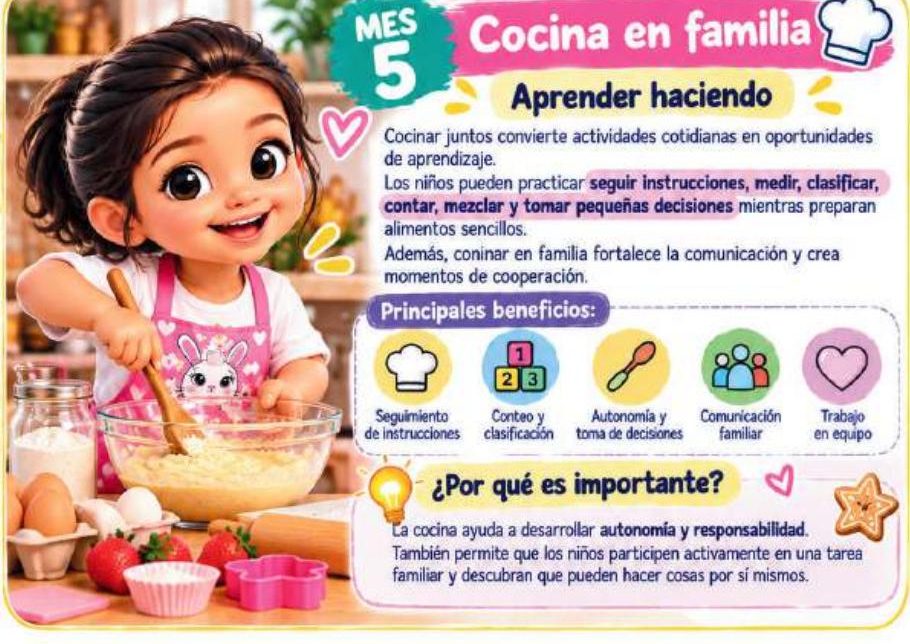 MES
5
Cocina en familia
Aprender haciendo
Cocinar juntos convierte actividades cotidianas en oportunidades
de aprendizaje.
Los niños pueden practicar seguir instrucciones, medir, clasificar,
contar, mezclar y tomar pequeñas decisiones mientras preparan
alimentos sencillos.
Además, coninar en familia fortalece la comunicación y crea
momentos de cooperación.
Principales beneficios:
1
2 3
Seguimiento
de instrucciones
Conteo y
clasificación
Autonomía y
toma de decisiones
Comunicación
familiar
Trabajo
en equipo
¿Por qué es importante?
La cocina ayuda a desarrollar autonomía y responsabilidad.
También permite que los niños participen activamente en una tarea
familiar y descubran que pueden hacer cosas por sí mismos.